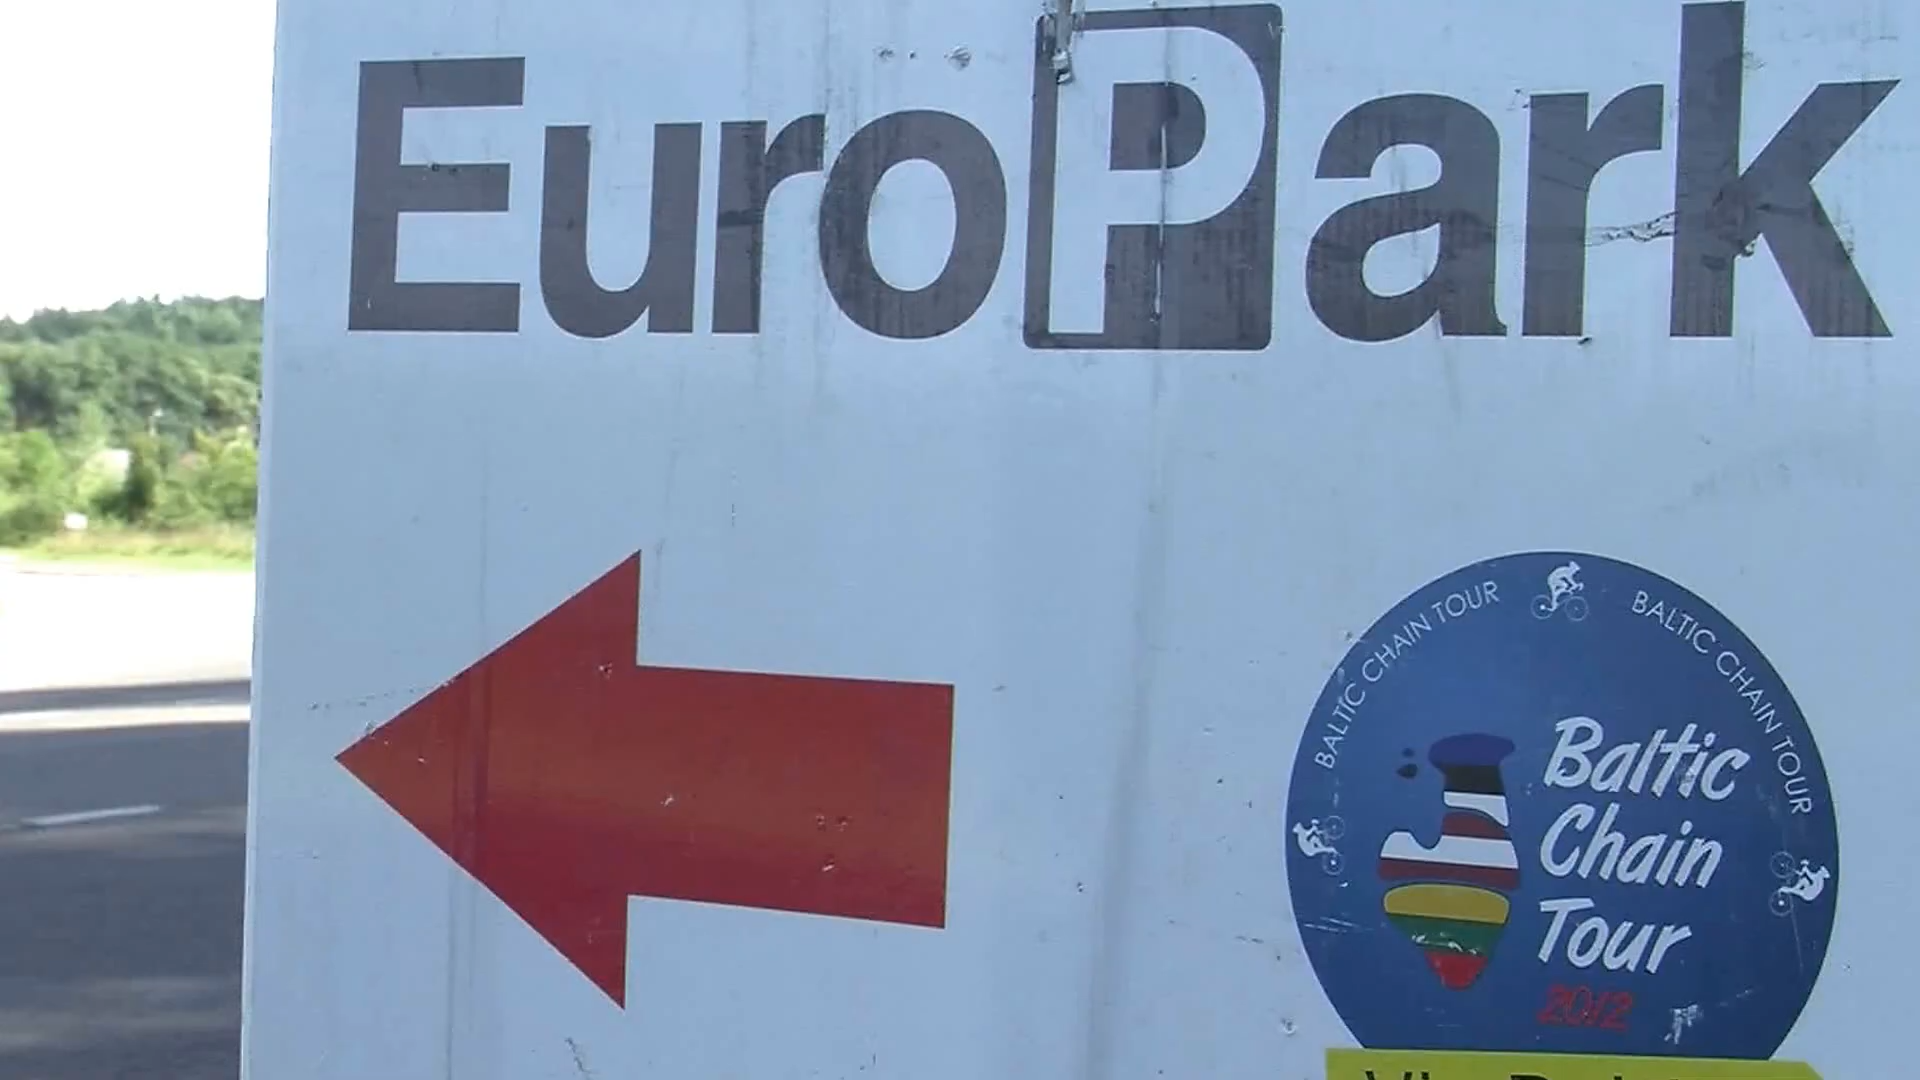 EuroPark
BALTIC CHAIN TOUR
BALTIC CHAIN TOUR
Baltic
Chain
Tour
2012